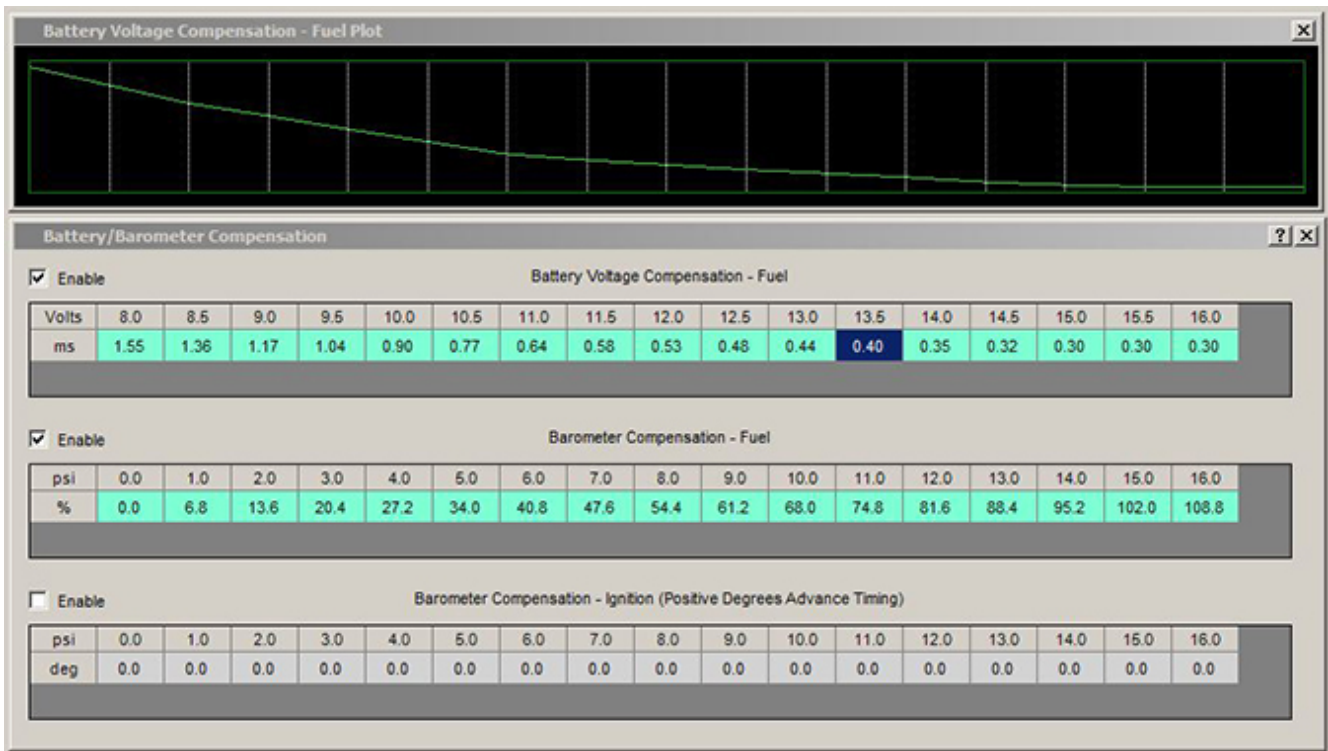 Battery Voltage Compensation - Fuel Plot
Battery/Barometer Compensation
Enable Battery Voltage Compensation - Fuel
Volts 8.0 8.5 9.0 9.5 10.0 10.5 11.0 11.5 12.0 12.5 13.0 13.5 14.0 14.5 15.0 15.5 16.0
ms 1.55 1.36 1.17 1.04 0.90 0.77 0.64 0.58 0.53 0.48 0.44 0.40 0.35 0.32 0.30 0.30 0.30
Enable Barometer Compensation - Fuel
psi 0.0 1.0 2.0 3.0 4.0 5.0 6.0 7.0 8.0 9.0 10.0 11.0 12.0 13.0 14.0 15.0 16.0
% 0.0 6.8 13.6 20.4 27.2 34.0 40.8 47.6 54.4 61.2 68.0 74.8 81.6 88.4 95.2 102.0 108.8
Enable Barometer Compensation - Ignition (Positive Degrees Advance Timing)
psi 0.0 1.0 2.0 3.0 4.0 5.0 6.0 7.0 8.0 9.0 10.0 11.0 12.0 13.0 14.0 15.0 16.0
deg 0.0 0.0 0.0 0.0 0.0 0.0 0.0 0.0 0.0 0.0 0.0 0.0 0.0 0.0 0.0 0.0 0.0